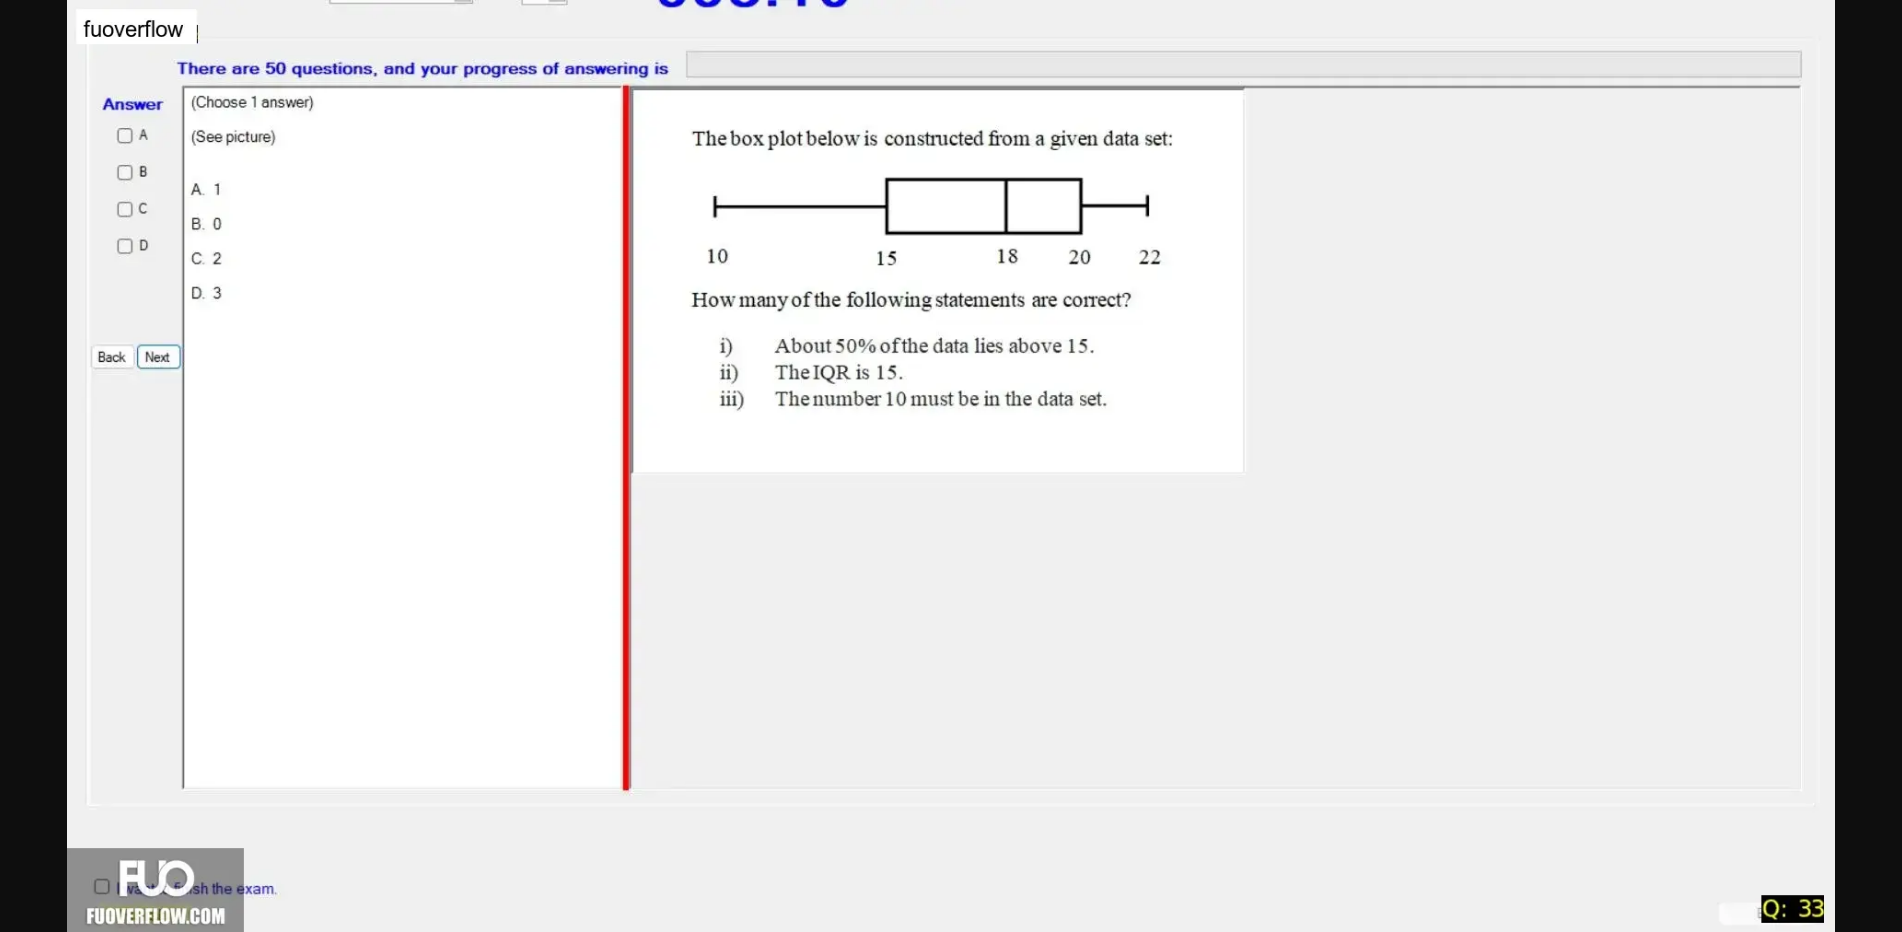 fuoverflow
There are 50 questions, and your progress of answering is
Answer
A
B
C
D
Back Next
(Choose 1 answer)
(See picture)
A. 1
B. 0
C. 2
D. 3
The box plot below is constructed from a given data set:
10 15 18 20 22
How many of the following statements are correct?
i) About 50% of the data lies above 15.
ii) The IQR is 15.
iii) The number 10 must be in the data set.
FUO
the exam.
FUOVERFLOW.COM
Q: 33